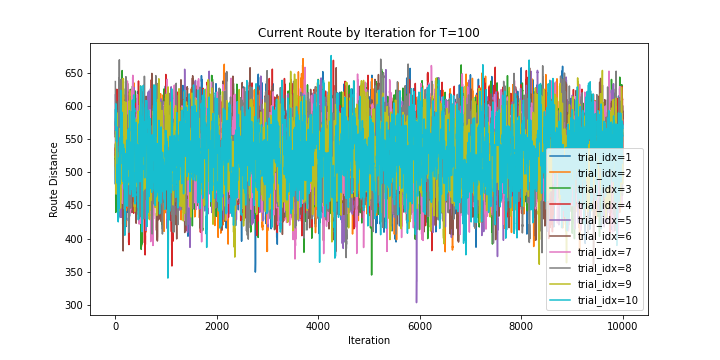 Current Route by Iteration for T=100
Route Distance
650
600
550
500
450
400
350
300
0
2000
4000
6000
8000
10000
Iteration
trial_idx=1
trial_idx=2
trial_idx=3
trial_idx=4
trial_idx=5
trial_idx=6
trial_idx=7
trial_idx=8
trial_idx=9
trial_idx=10